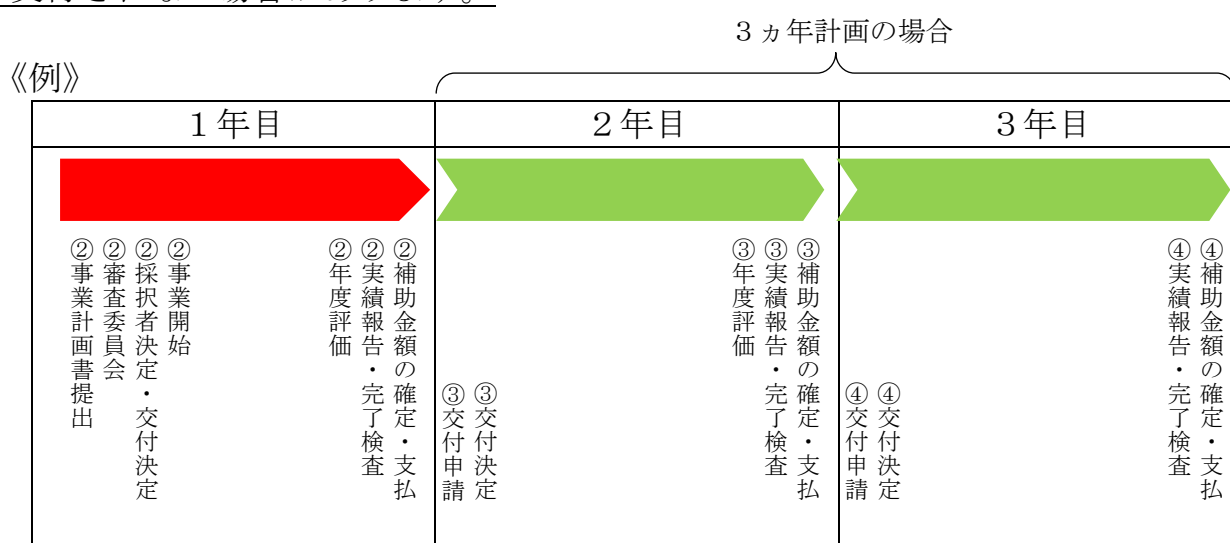 3ヵ年計画の場合
《例》
1年目
2年目
3年目
②事業計画書提出
②審査委員会
②採択者決定・交付決定
②事業開始
②年度評価
②実績報告・完了検査
②補助金額の確定・支払
③交付申請
③交付決定
③年度評価
③実績報告・完了検査
③補助金額の確定・支払
④交付申請
④交付決定
④実績報告・完了検査
④補助金額の確定・支払